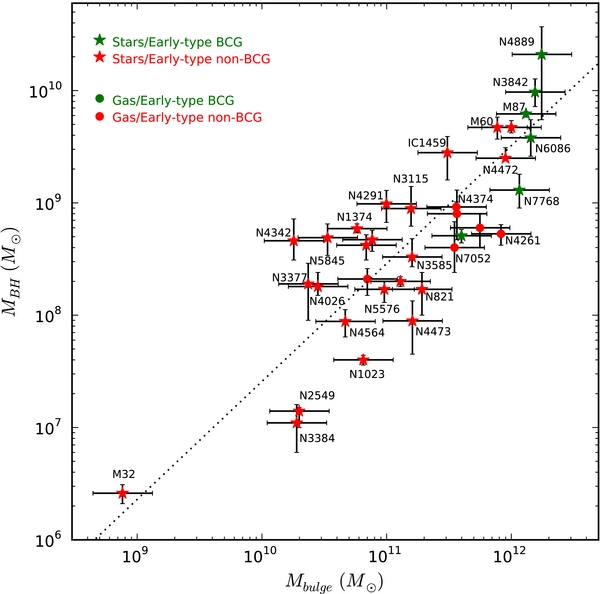 Stars/Early-type BCG
Stars/Early-type non-BCG
Gas/Early-type BCG
Gas/Early-type non-BCG
N4889
N3842
M87
M60
IC1459
N6086
N4472
N3115
N4291
N4374
N7768
N1374
N4342
N4261
N5845
N3585
N7052
N3377
N4026
N5576
N821
N4564
N4473
N1023
N2549
N3384
M32
10^10
10^9
10^8
10^7
10^6
10^9
10^10
10^11
10^12
M_BH (M_⊙)
M_bulge (M_⊙)